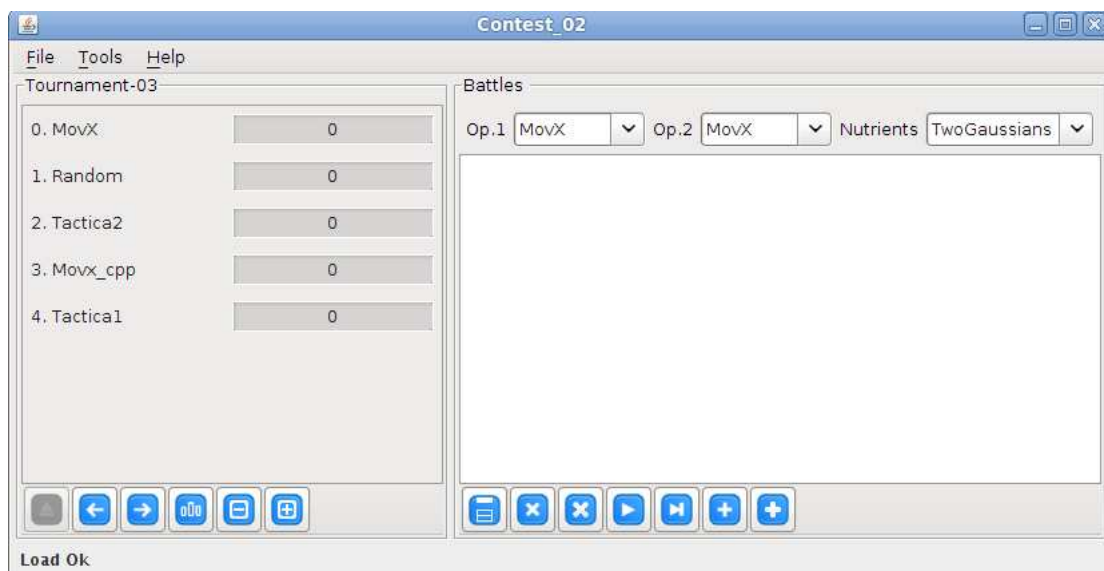 Contest_02
File Tools Help
Tournament-03
0. MovX 0
1. Random 0
2. Tactica2 0
3. Movx_cpp 0
4. Tactica1 0
Battles
Op.1 MovX Op.2 MovX Nutrients TwoGaussians
Load Ok